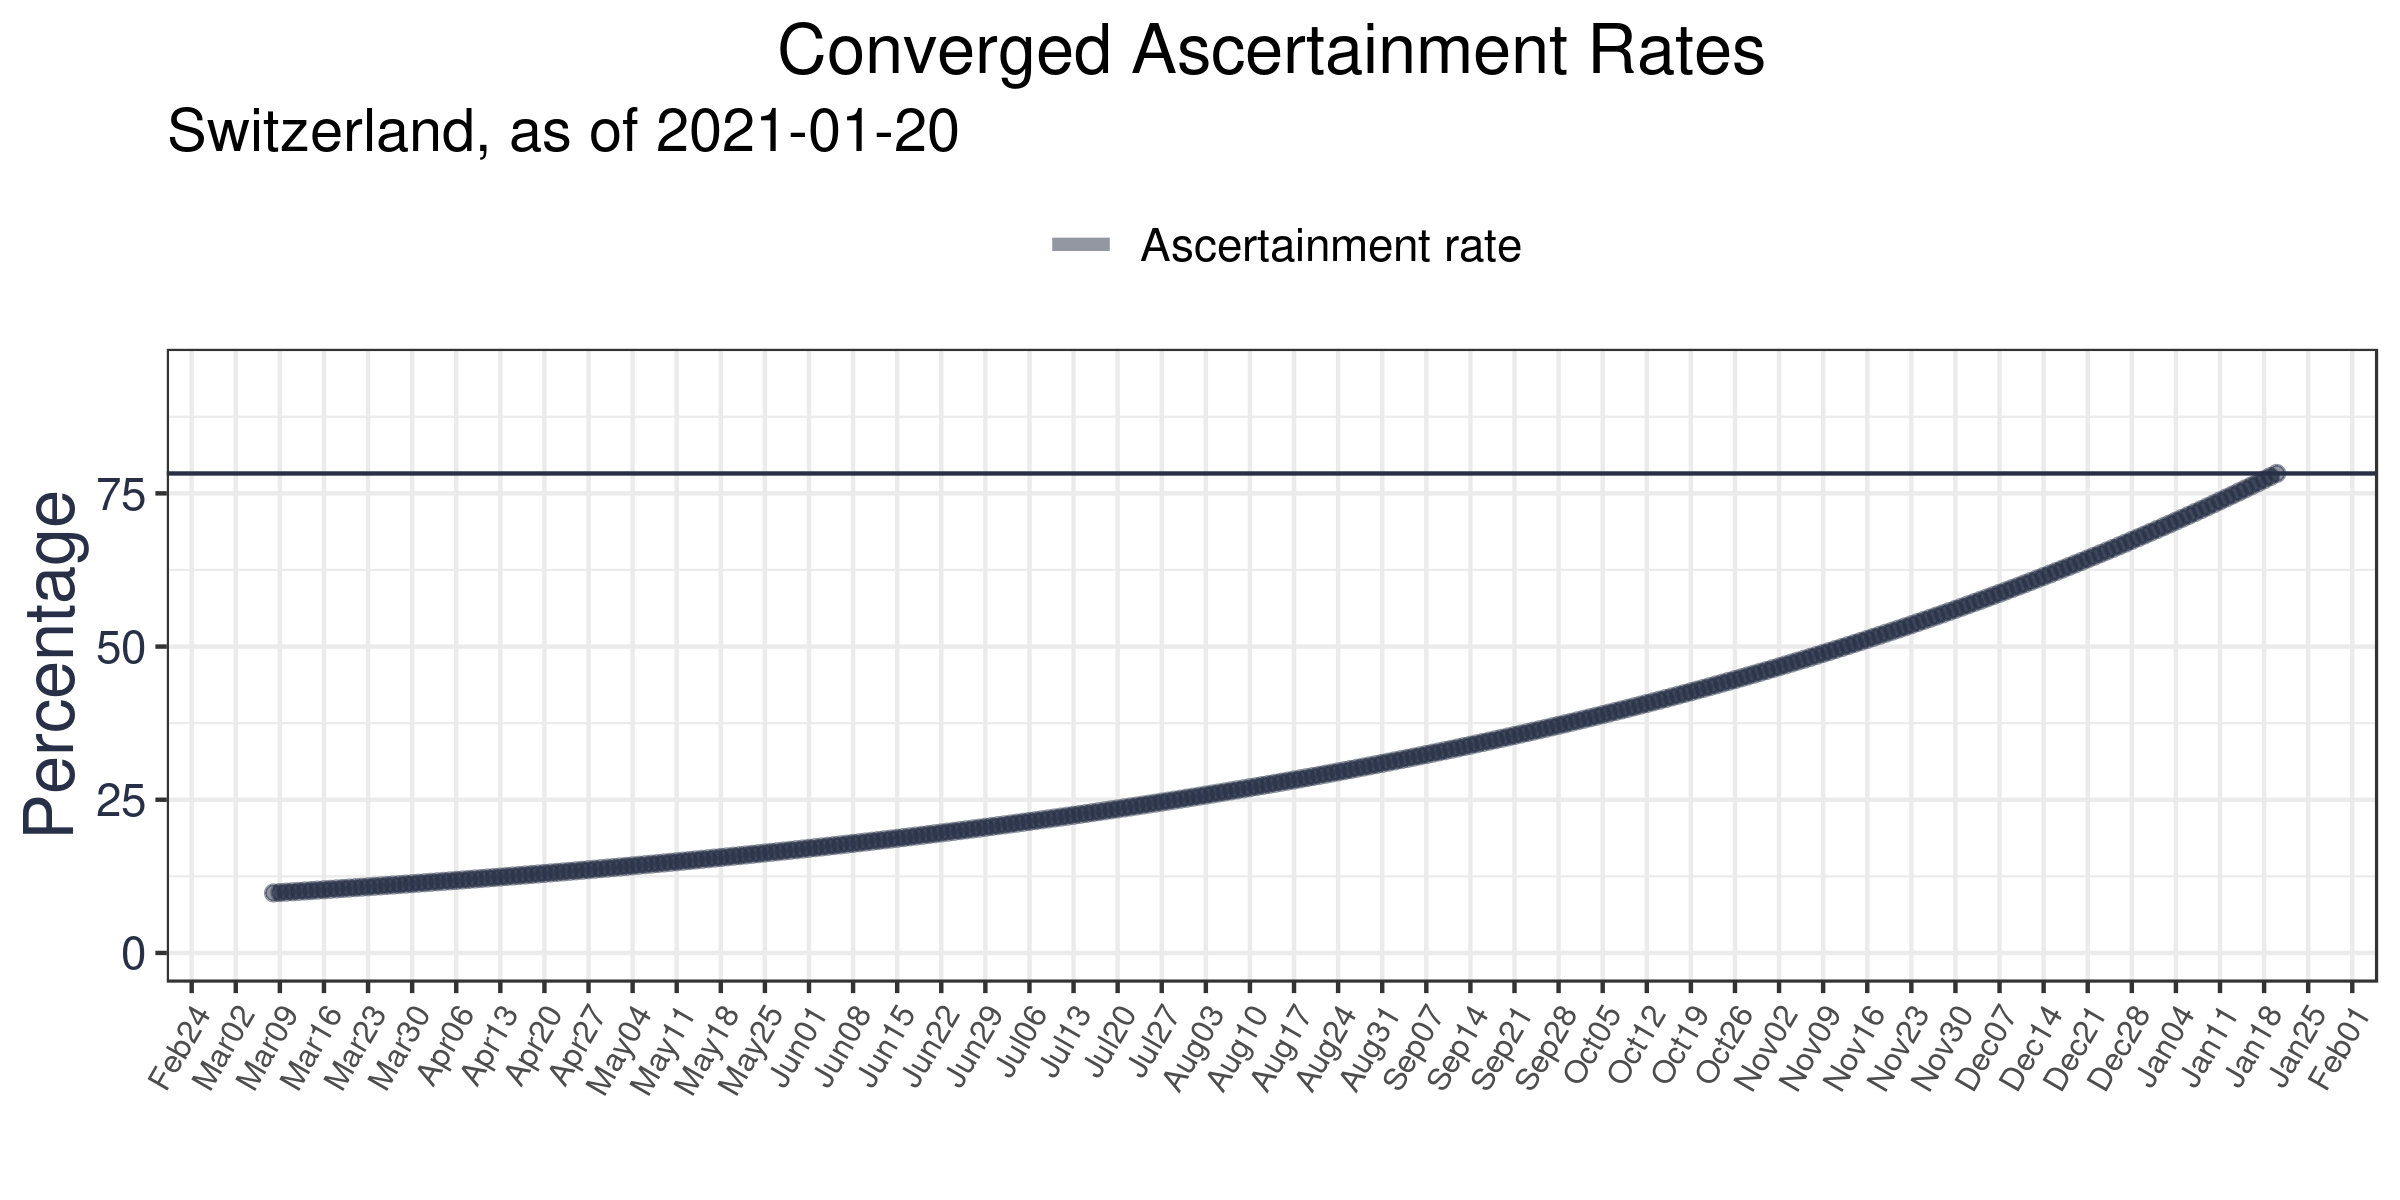 Converged Ascertainment Rates
Switzerland, as of 2021-01-20
Ascertainment rate
Percentage
75
50
25
0
Feb24 Mar02 Mar09 Mar16 Mar23 Mar30 Apr06 Apr13 Apr20 Apr27 May04 May11 May18 May25 Jun01 Jun08 Jun15 Jun22 Jun29 Jul06 Jul13 Jul20 Jul27 Aug03 Aug10 Aug17 Aug24 Aug31 Sep07 Sep14 Sep21 Sep28 Oct05 Oct12 Oct19 Oct26 Nov02 Nov09 Nov16 Nov23 Nov30 Dec07 Dec14 Dec21 Dec28 Jan04 Jan11 Jan18 Jan25 Feb01